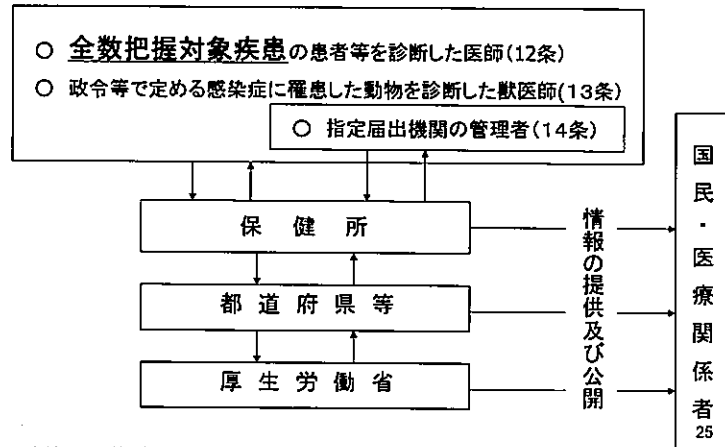 ○ 全数把握対象疾患の患者等を診断した医師(12条)
○ 政令等で定める感染症に罹患した動物を診断した獣医師(13条)
○ 指定届出機関の管理者(14条)
保健所
都道府県等
厚生労働省
情報の提供及び公開
国民・医療関係者
25